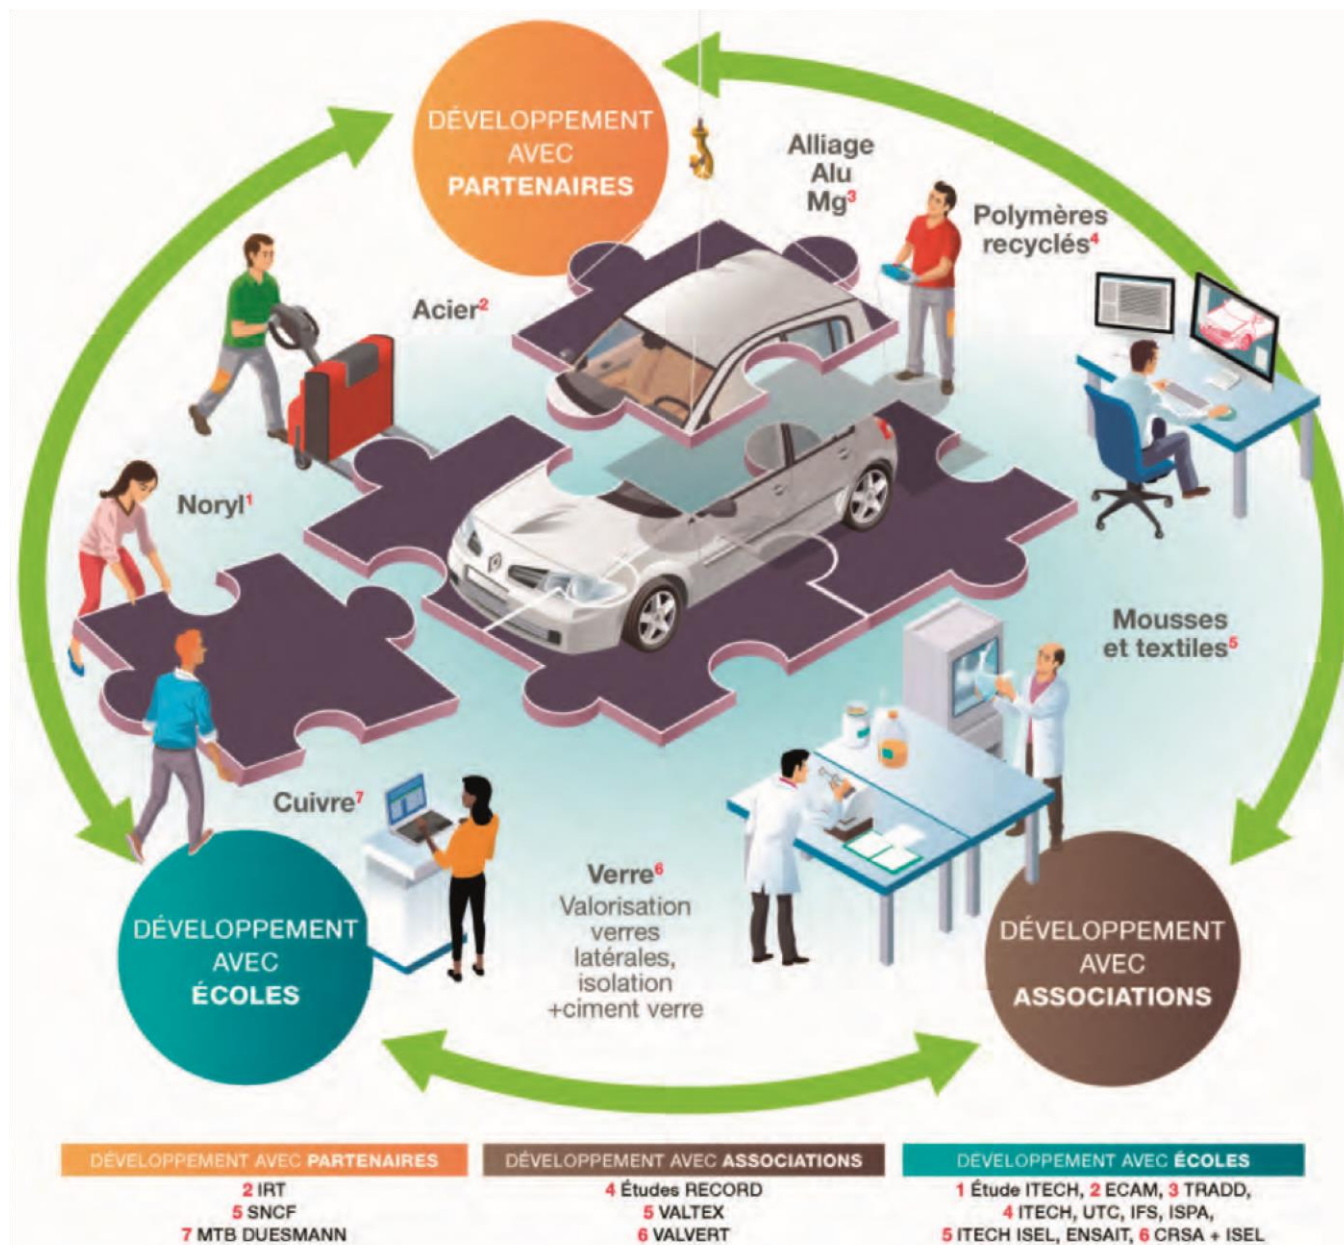 DÉVELOPPEMENT
AVEC
PARTENAIRES
Alliage
Alu
Mg3
Polymères
recyclés4
Acier2
Noryl1
Mousses
et textiles5
Cuivre7
Verre6
Valorisation
verres
latérales,
isolation
+ciment verre
DÉVELOPPEMENT
AVEC
ÉCOLES
DÉVELOPPEMENT
AVEC
ASSOCIATIONS
DÉVELOPPEMENT AVEC PARTENAIRES
2 IRT
5 SNCF
7 MTB DUESMANN
DÉVELOPPEMENT AVEC ASSOCIATIONS
4 Études RECORD
5 VALTEX
6 VALVERT
DÉVELOPPEMENT AVEC ÉCOLES
1 Étude ITECH, 2 ECAM, 3 TRADD,
4 ITECH, UTC, IFS, ISPA,
5 ITECH ISEL, ENSAIT, 6 CRSA + ISEL